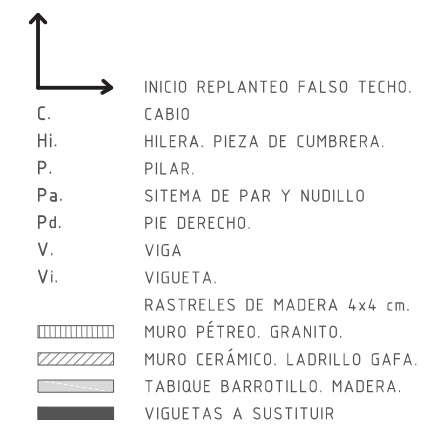 INICIO REPLANTEO FALSO TECHO.
C. CABIO
Hi. HILERA. PIEZA DE CUMBRERA.
P. PILAR.
Pa. SITEMA DE PAR Y NUDILLO
Pd. PIE DERECHO.
V. VIGA
Vi. VIGUETA.
RASTRELES DE MADERA 4x4 cm.
MURO PÉTREO. GRANITO.
MURO CERÁMICO. LADRILLO GAFA.
TABIQUE BARROTILLO. MADERA.
VIGUETAS A SUSTITUIR